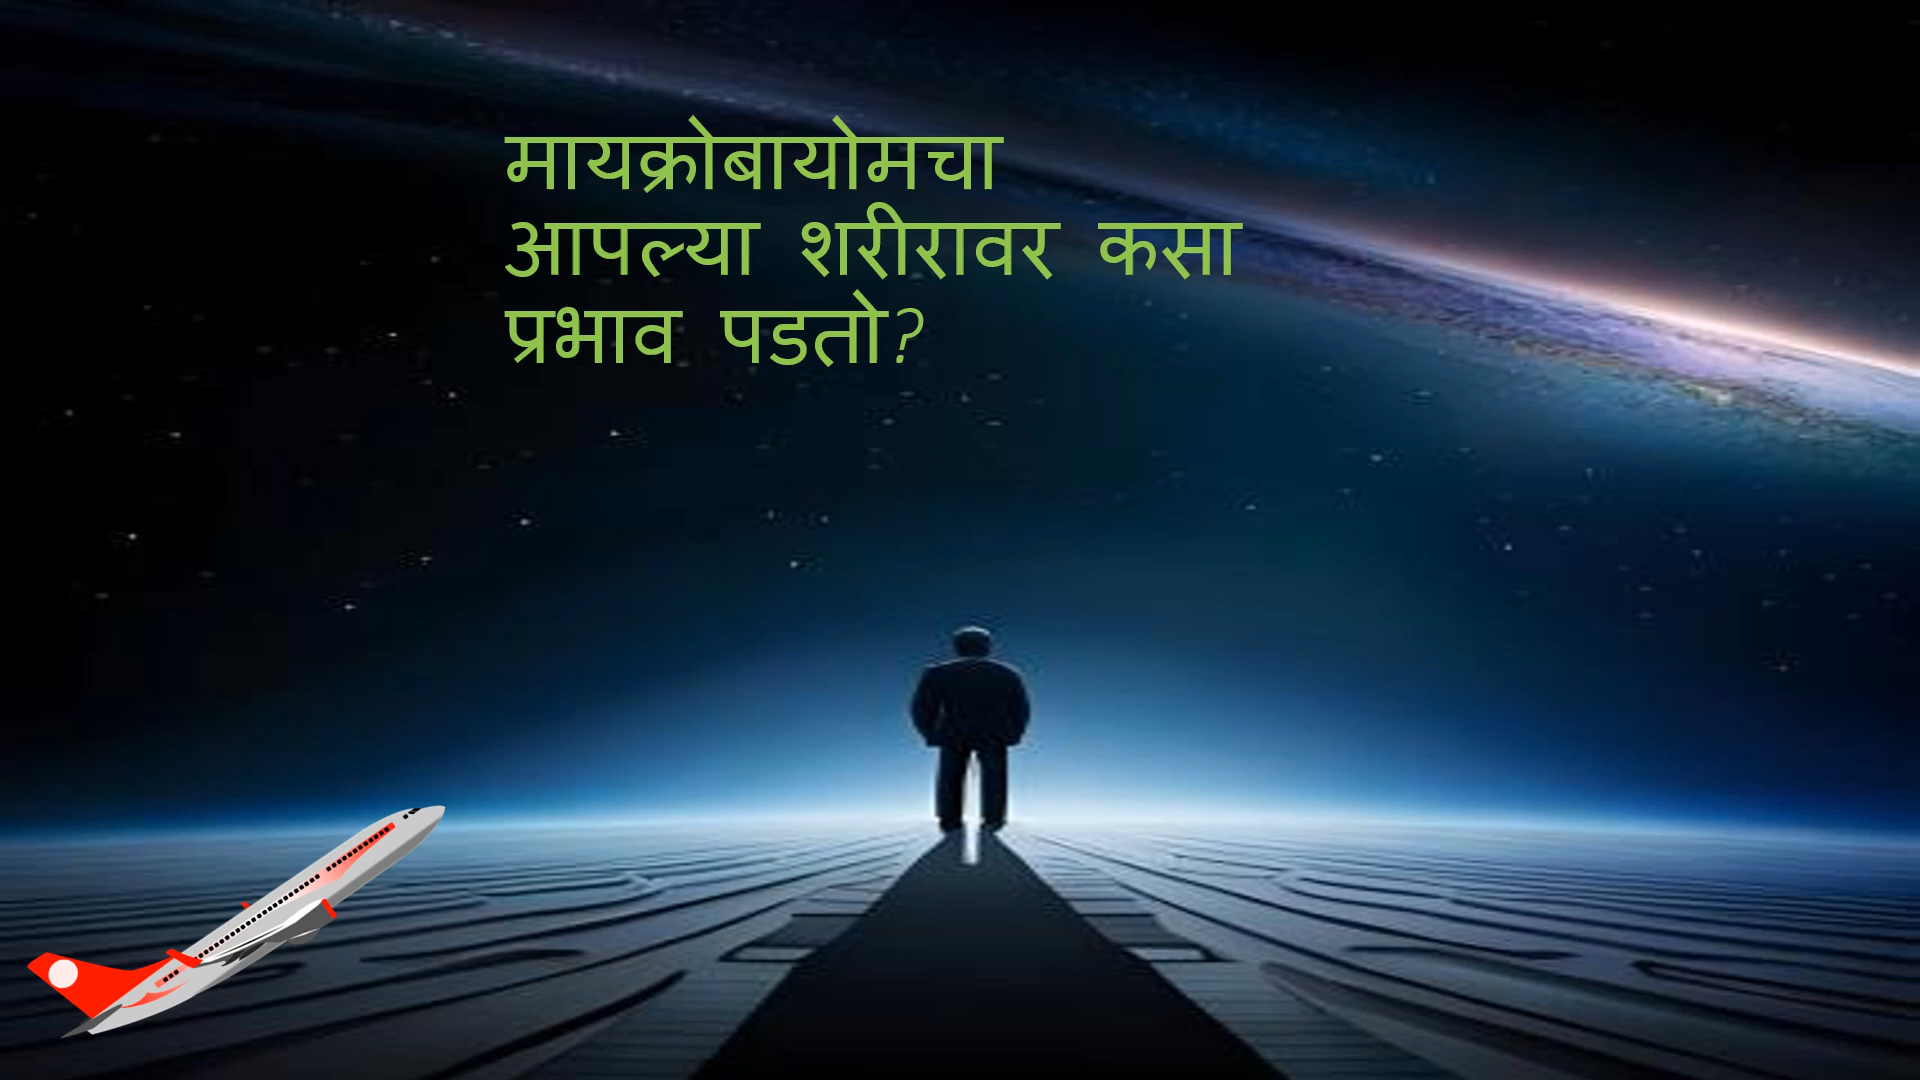 मायक्रोबायोमचा
आपल्या शरीरावर कसा
प्रभाव पडतो?